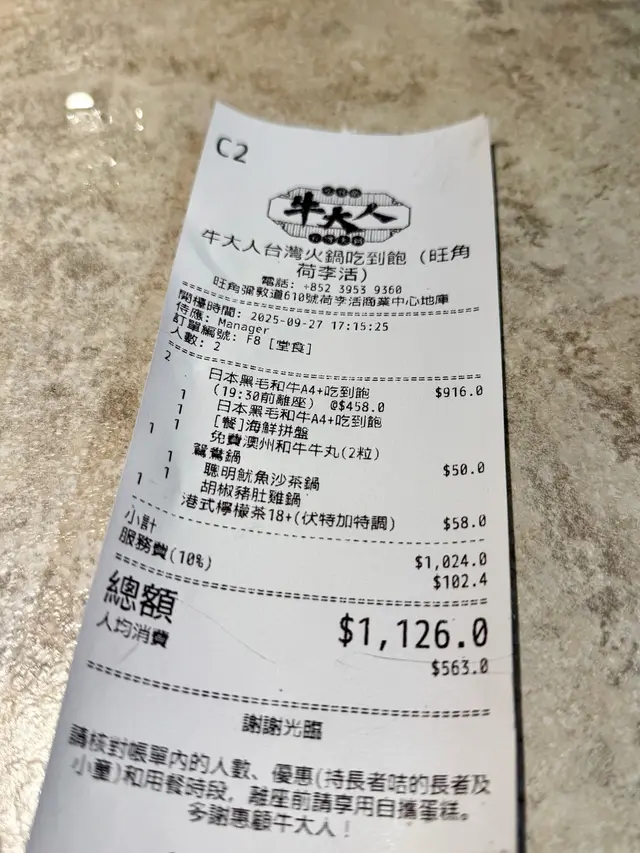 C2
牛大人
牛大人台灣火鍋吃到飽 (旺角
荷李活)
電話: +852 3953 9360
旺角彌敦道610號荷李活商業中心地庫
開檯時間: 2025-09-27 17:15:25
侍應: Manager
訂單編號: F8 [堂食]
人數: 2
2 日本黑毛和牛A4+吃到飽 $916.0
(19:30前離座) @$458.0
1 日本黑毛和牛A4+吃到飽
1 [餐]海鮮拼盤
1 免費澳州和牛牛丸(2粒)
1 鴛鴦鍋 $50.0
1 聰明魷魚沙茶鍋
1 胡椒豬肚雞鍋
1 港式檸檬茶18+(伏特加特調) $58.0
小計 $1,024.0
服務費(10%) $102.4
總額 $1,126.0
人均消費 $563.0
謝謝光臨
請核對帳單內的人數、優惠(持長者咭的長者及
小童)和用餐時段，離座前請享用自攜蛋糕。
多謝惠顧牛大人！